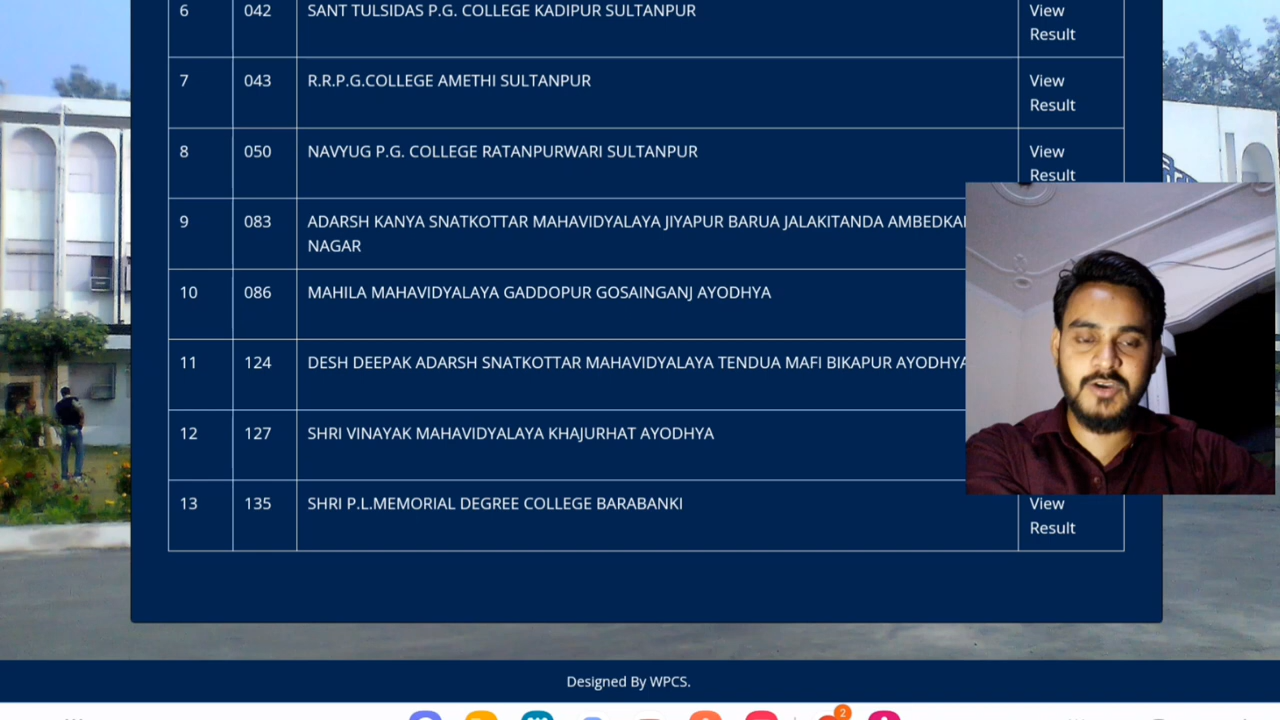 6 042 SANT TULSIDAS P.G. COLLEGE KADIPUR SULTANPUR View
Result
7 043 R.R.P.G.COLLEGE AMETHI SULTANPUR View
Result
8 050 NAVYUG P.G. COLLEGE RATANPURWARI SULTANPUR View
Result
9 083 ADARSH KANYA SNATKOTTAR MAHAVIDYALAYA JIYAPUR BARUA JALAKITANDA
NAGAR
10 086 MAHILA MAHAVIDYALAYA GADDOPUR GOSAINGANJ AYODHYA
11 124 DESH DEEPAK ADARSH SNATKOTTAR MAHAVIDYALAYA TENDUA MAFI BIKAPUR AYODHYA
12 127 SHRI VINAYAK MAHAVIDYALAYA KHAJURHAT AYODHYA
13 135 SHRI P.L.MEMORIAL DEGREE COLLEGE BARABANKI View
Result
Designed By WPCS.
2